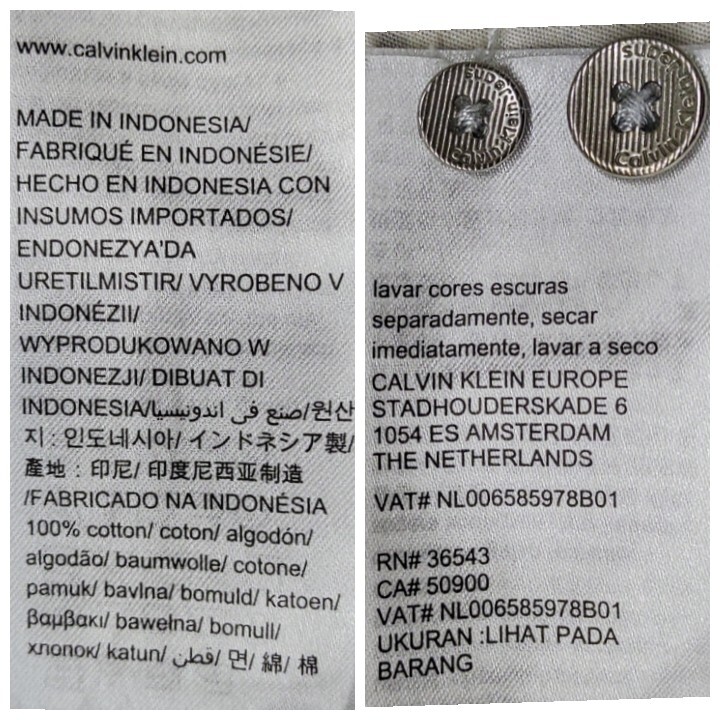 www.calvinklein.com
MADE IN INDONESIA/
FABRIQUÉ EN INDONÉSIE/
HECHO EN INDONESIA CON
INSUMOS IMPORTADOS/
ENDONEZYA'DA
URETILMISTIR/ VYROBENO V
INDONÉZII/
WYPRODUKOWANO W
INDONEZJI/ DIBUAT DI
INDONESIA/صنع في اندونيسيا/원산
지 : 인도네시아/ インドネシア製/
產地 : 印尼/ 印度尼西亚制造
/FABRICADO NA INDONÉSIA
100% cotton/ coton/ algodón/
algodão/ baumwolle/ cotone/
pamuk/ bavlna/ bomuld/ katoen/
βαμβακι/ bawełna/ bomull/
хлопок/ katun/ قطن/ 면/ 綿/ 棉
Calvin-Klein
Calvin-Klein
lavar cores escuras
separadamente, secar
imediatamente, lavar a seco
CALVIN KLEIN EUROPE
STADHOUDERSKADE 6
1054 ES AMSTERDAM
THE NETHERLANDS
VAT# NL006585978B01
RN# 36543
CA# 50900
VAT# NL006585978B01
UKURAN :LIHAT PADA
BARANG